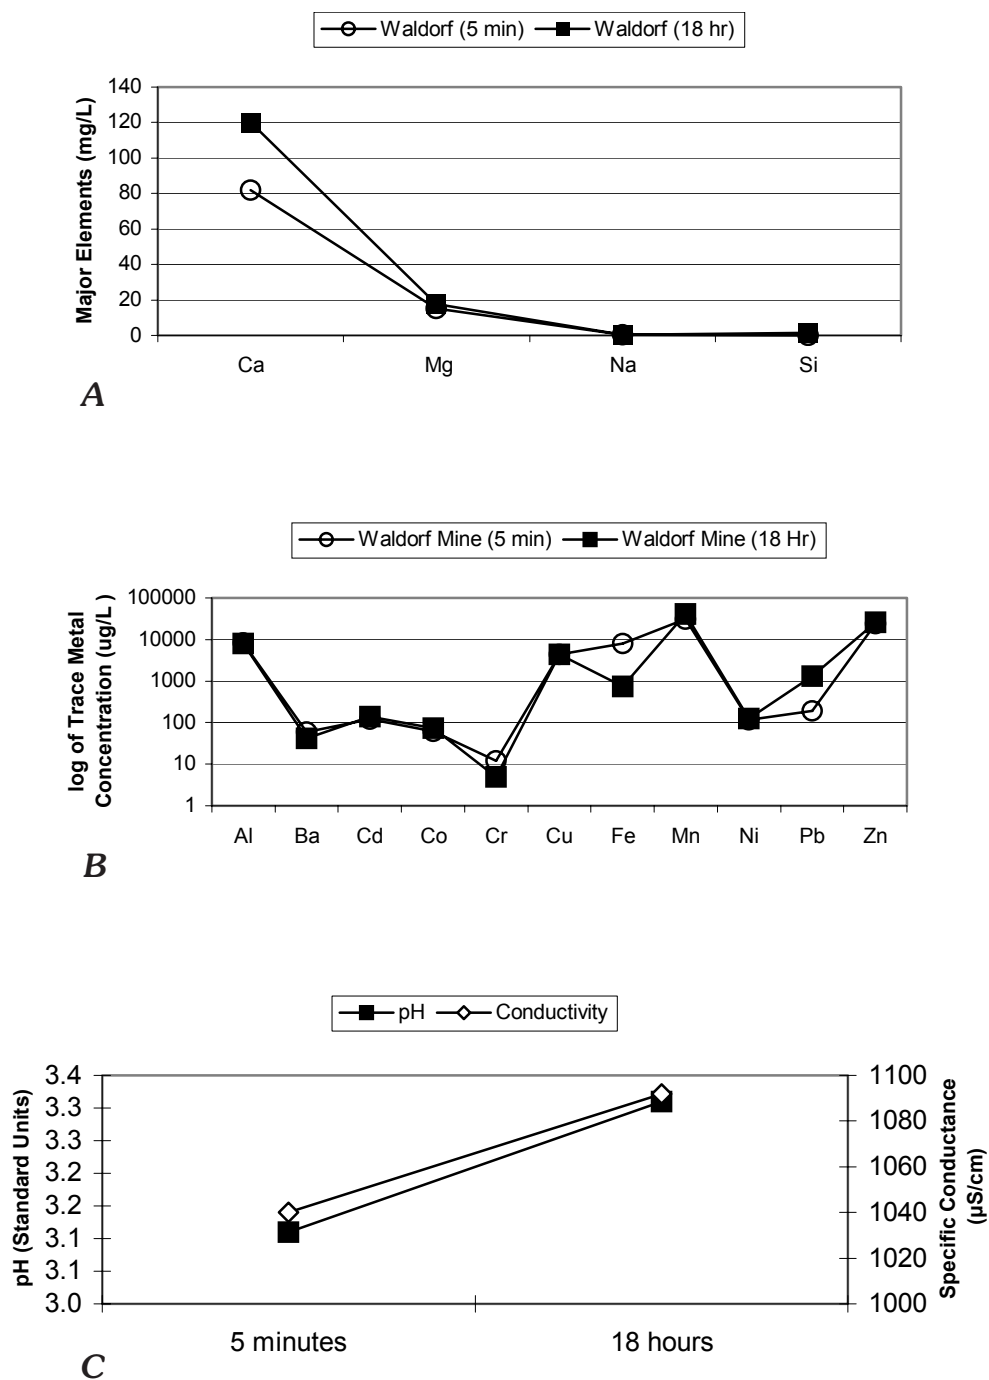 Waldorf (5 min) Waldorf (18 hr)
Major Elements (mg/L)
140
120
100
80
60
40
20
0
Ca Mg Na Si
A
Waldorf Mine (5 min) Waldorf Mine (18 Hr)
log of Trace Metal
Concentration (ug/L )
100000
10000
1000
100
10
1
Al Ba Cd Co Cr Cu Fe Mn Ni Pb Zn
B
pH Conductivity
pH (Standard Units)
3.4
3.3
3.3
3.2
3.2
3.1
3.1
3.0
1100
1080
1060
1040
1020
1000
Specific Conductance
(µS/cm)
5 minutes 18 hours
C